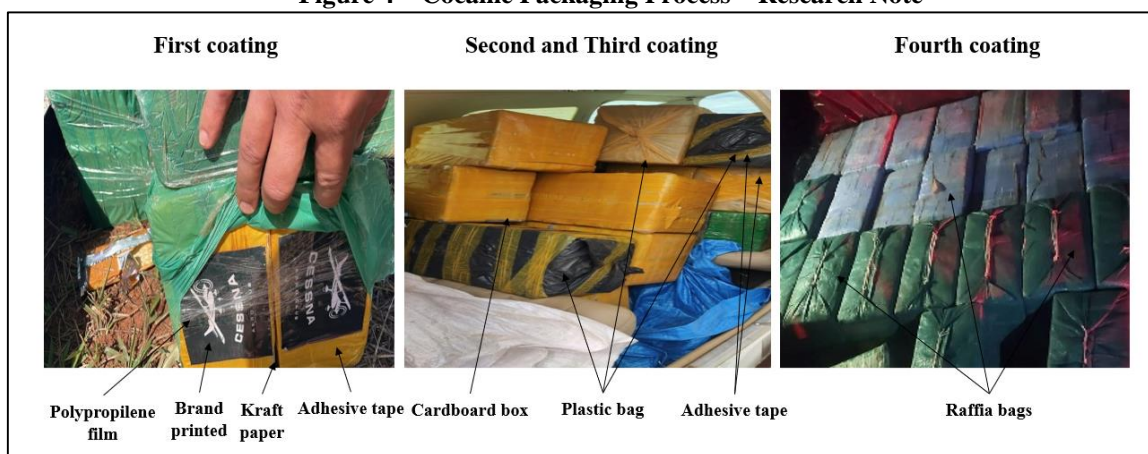 Figure 4 – Cocaine Packaging Process – Research Note
First coating
Second and Third coating
Fourth coating
CESSNA
CESSNA
Polypropilene
film
Brand
printed
Kraft
paper
Adhesive tape
Cardboard box
Plastic bag
Adhesive tape
Raffia bags